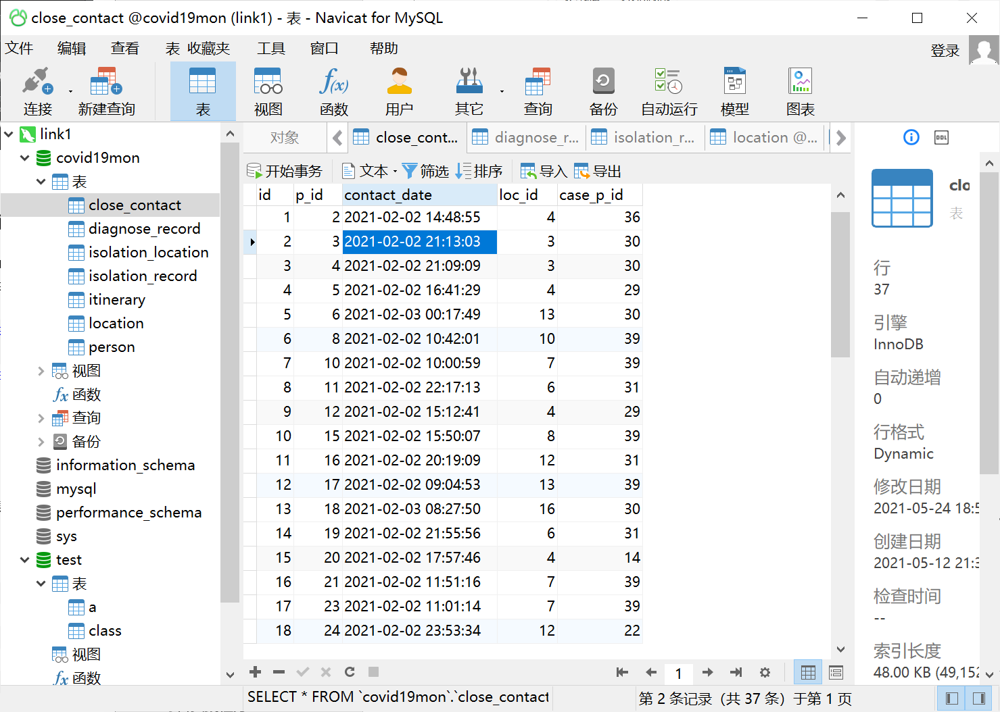 close_contact @covid19mon (link1) - 表 - Navicat for MySQL
文件 编辑 查看 表 收藏夹 工具 窗口 帮助 登录
连接 新建查询 表 视图 函数 用户 其它 查询 备份 自动运行 模型 图表
link1
covid19mon
表
close_contact
diagnose_record
isolation_location
isolation_record
itinerary
location
person
视图
函数
查询
备份
information_schema
mysql
performance_schema
sys
test
表
a
class
视图
函数
对象 close_cont... diagnose_r... isolation_r... location @...
开始事务 文本 筛选 排序 导入 导出
id p_id contact_date loc_id case_p_id
1 2 2021-02-02 14:48:55 4 36
2 3 2021-02-02 21:13:03 3 30
3 4 2021-02-02 21:09:09 3 30
4 5 2021-02-02 16:41:29 4 29
5 6 2021-02-03 00:17:49 13 30
6 8 2021-02-02 10:42:01 10 39
7 10 2021-02-02 10:00:59 7 39
8 11 2021-02-02 22:17:13 6 31
9 12 2021-02-02 15:12:41 4 29
10 15 2021-02-02 15:50:07 8 39
11 16 2021-02-02 20:19:09 12 31
12 17 2021-02-02 09:04:53 13 39
13 18 2021-02-03 08:27:50 16 30
14 19 2021-02-02 21:55:56 6 31
15 20 2021-02-02 17:57:46 4 14
16 21 2021-02-02 11:51:16 7 39
17 23 2021-02-02 11:01:14 7 39
18 24 2021-02-02 23:53:34 12 22
1
SELECT * FROM `covid19mon`.`close_contact
第 2 条记录（共 37 条）于第 1 页
DDL
clo
表
行
37
引擎
InnoDB
自动递增
0
行格式
Dynamic
修改日期
2021-05-24 18:5
创建日期
2021-05-12 21:3
检查时间
--
索引长度
48.00 KB (49,152